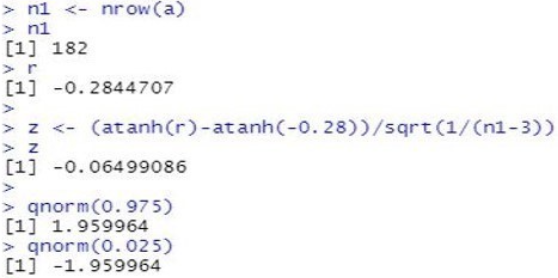 > n1 <- nrow(a)
> n1
[1] 182
> r
[1] -0.2844707
>
> z <- (atanh(r)-atanh(-0.28))/sqrt(1/(n1-3))
> z
[1] -0.06499086
>
> qnorm(0.975)
[1] 1.959964
> qnorm(0.025)
[1] -1.959964